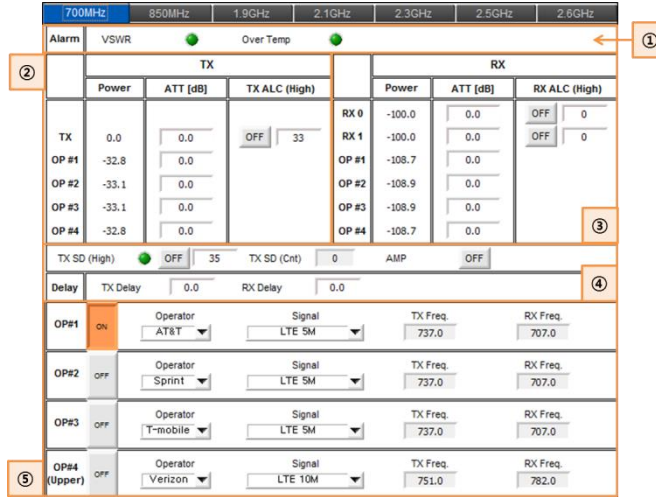 700MHz 850MHz 1.9GHz 2.1GHz 2.3GHz 2.5GHz 2.6GHz
Alarm VSWR Over Temp ①
② TX RX
Power ATT [dB] TX ALC (High) Power ATT [dB] RX ALC (High)
RX 0 -100.0 0.0 OFF 0
TX 0.0 0.0 OFF 33 RX 1 -100.0 0.0 OFF 0
OP #1 -32.8 0.0 OP #1 -108.7 0.0
OP #2 -33.1 0.0 OP #2 -108.9 0.0
OP #3 -33.1 0.0 OP #3 -108.9 0.0
OP #4 -32.8 0.0 OP #4 -108.7 0.0
③
TX SD (High) OFF 35 TX SD (Cnt) 0 AMP OFF
Delay TX Delay 0.0 RX Delay 0.0 ④
Operator Signal TX Freq. RX Freq.
OP#1 ON AT&T LTE 5M 737.0 707.0
Operator Signal TX Freq. RX Freq.
OP#2 OFF Sprint LTE 5M 737.0 707.0
Operator Signal TX Freq. RX Freq.
OP#3 OFF T-mobile LTE 5M 737.0 707.0
Operator Signal TX Freq. RX Freq.
⑤ OP#4 (Upper) OFF Verizon LTE 10M 751.0 782.0